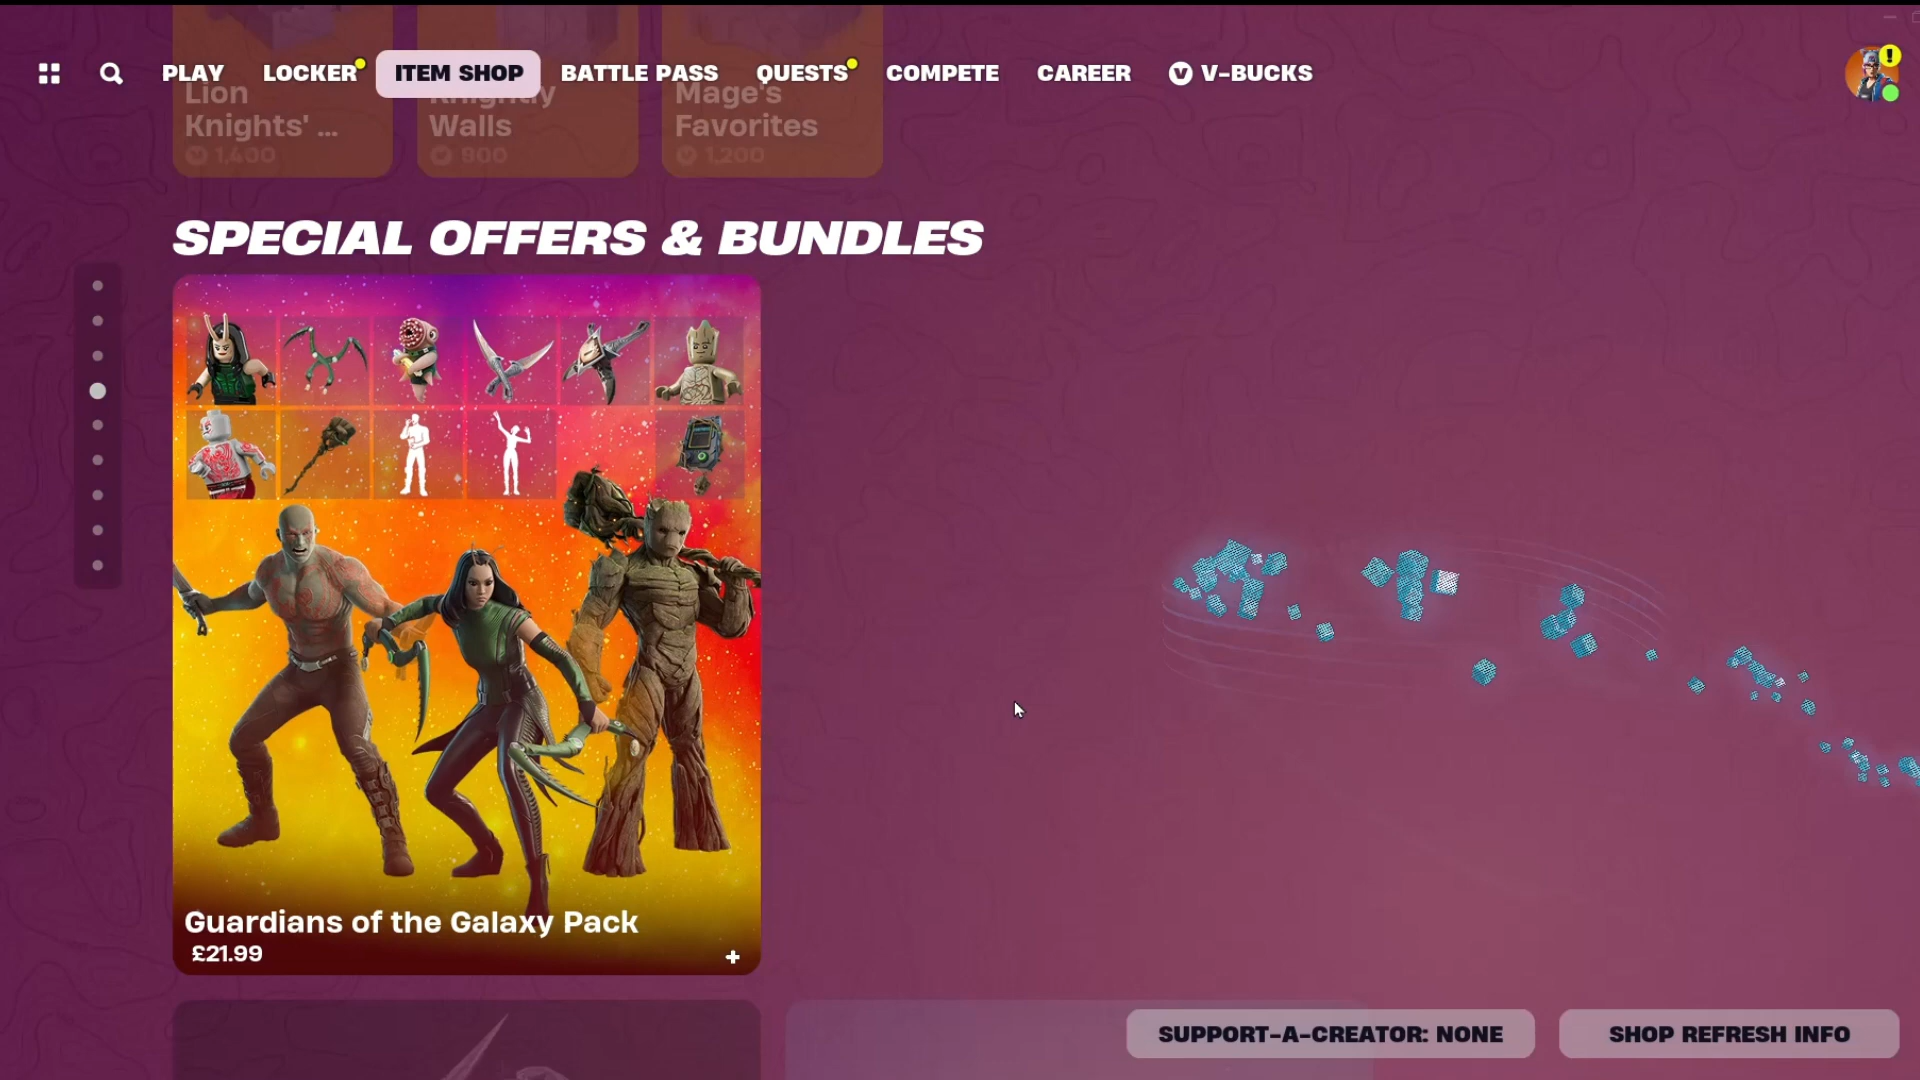 PLAY LOCKER ITEM SHOP BATTLE PASS QUESTS COMPETE CAREER V-BUCKS
!
Lion
Knights' ...
1,400
Knightly
Walls
800
Mage's
Favorites
1,200
SPECIAL OFFERS & BUNDLES
Guardians of the Galaxy Pack
£21.99
+
SUPPORT-A-CREATOR: NONE
SHOP REFRESH INFO